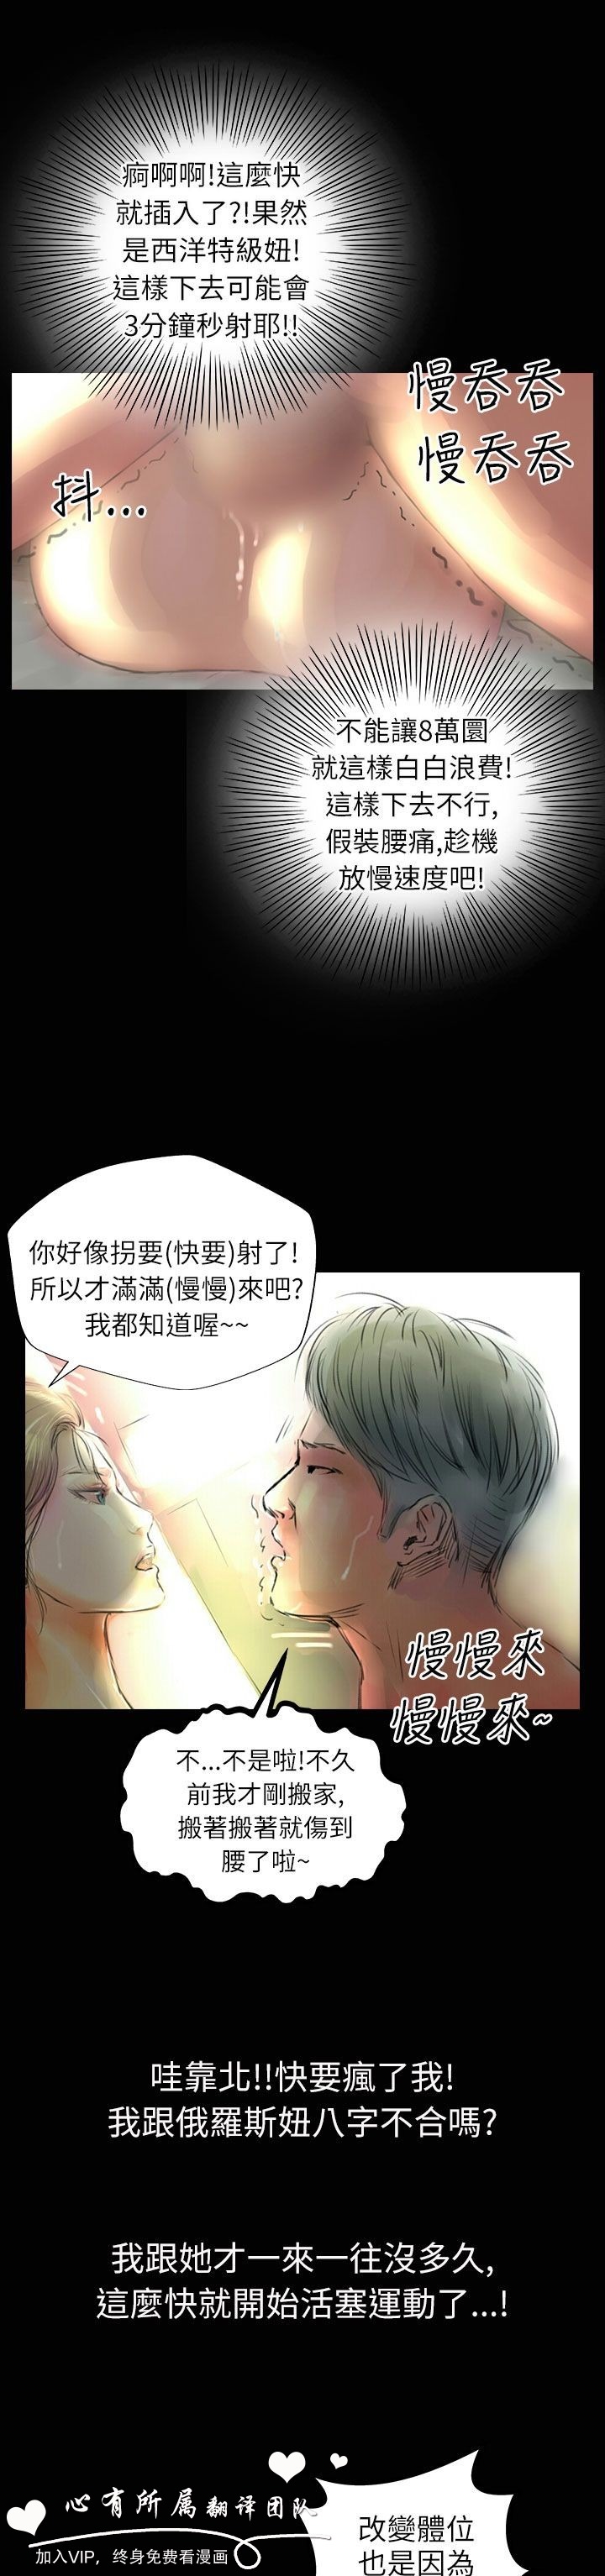 痾啊啊!這麼快
就插入了?!果然
是西洋特級妞!
這樣下去可能會
3分鐘秒射耶!!
慢吞吞
慢吞吞
抖...
不能讓8萬圜
就這樣白白浪費!
這樣下去不行,
假裝腰痛,趁機
放慢速度吧!
你好像拐要(快要)射了!
所以才滿滿(慢慢)來吧?
我都知道喔~~
慢慢來
慢慢來~
不...不是啦!不久
前我才剛搬家,
搬著搬著就傷到
腰了啦~
哇靠北!!快要瘋了我!
我跟俄羅斯妞八字不合嗎?
我跟她才一來一往沒多久,
這麼快就開始活塞運動了...!
心有所属翻译团队
加入VIP，终身免费看漫画
改變體位
也是因為